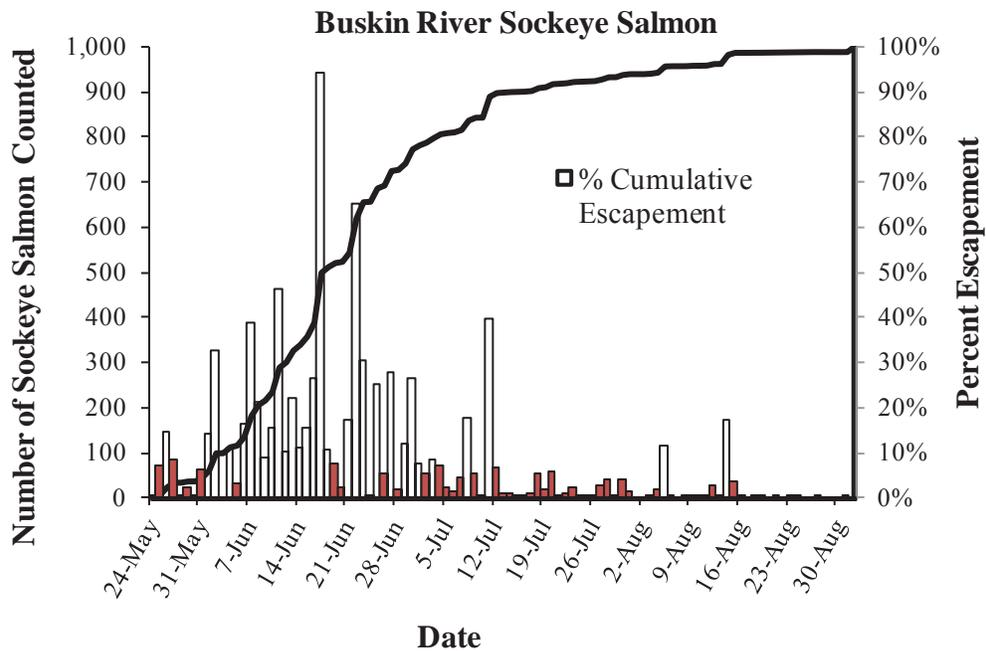 Buskin River Sockeye Salmon
Number of Sockeye Salmon Counted
1,000
900
800
700
600
500
400
300
200
100
0
100%
90%
80%
70%
60%
50%
40%
30%
20%
10%
0%
Percent Escapement
% Cumulative
Escapement
24-May
31-May
7-Jun
14-Jun
21-Jun
28-Jun
5-Jul
12-Jul
19-Jul
26-Jul
2-Aug
9-Aug
16-Aug
23-Aug
30-Aug
Date